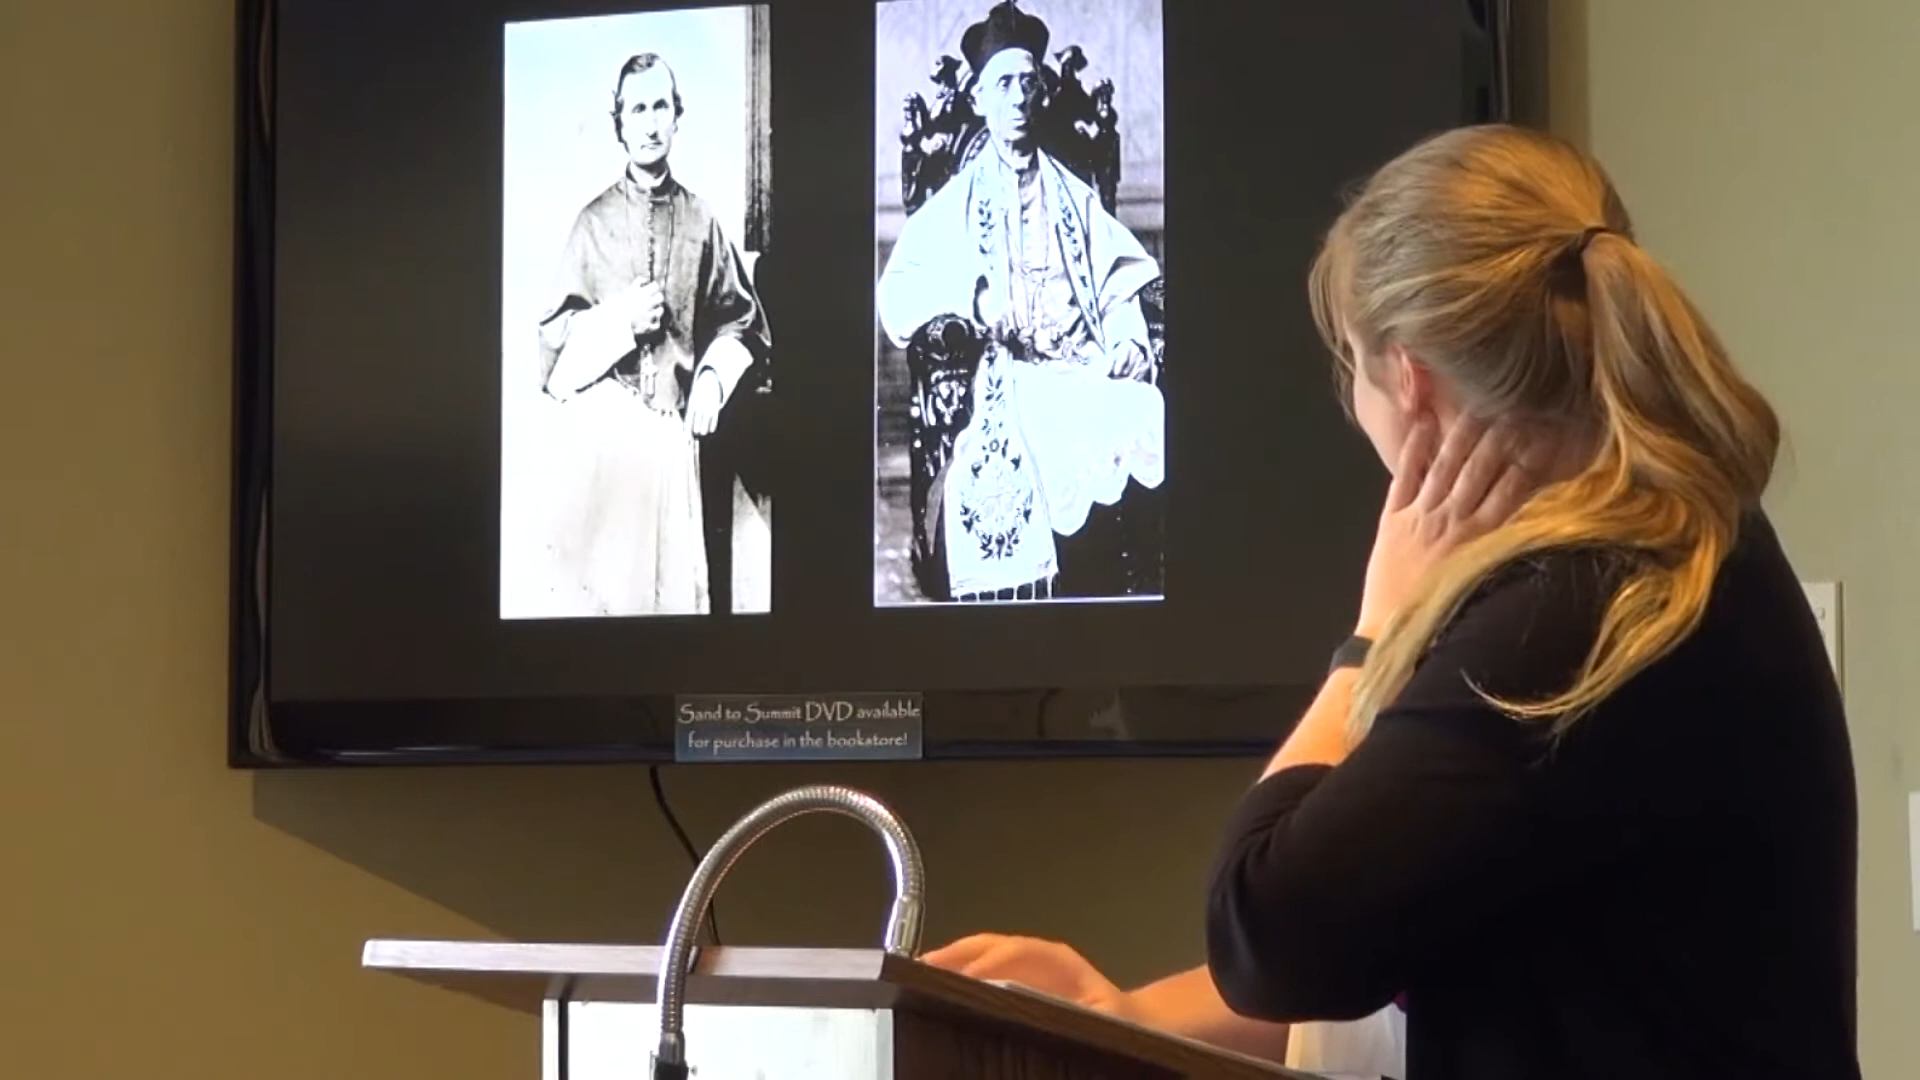 Sand to Summit DVD available
for purchase in the bookstore!